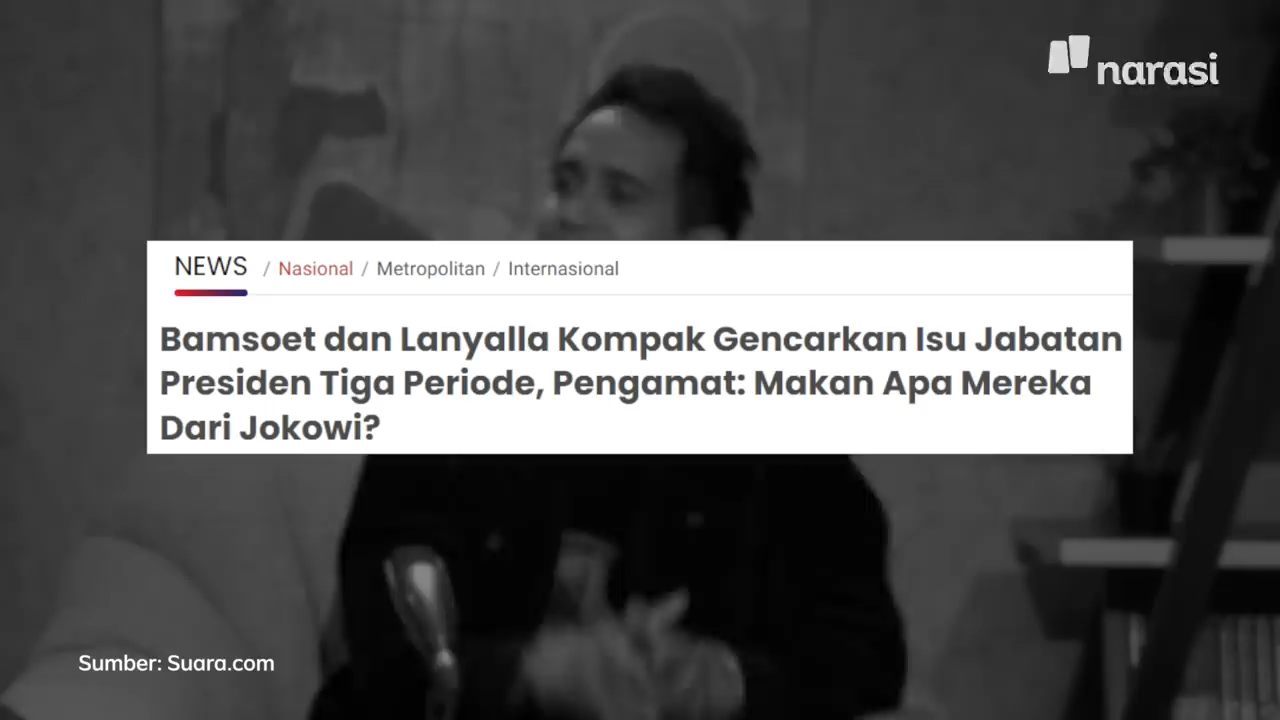 narasi
NEWS / Nasional / Metropolitan / Internasional
Bamsoet dan Lanyalla Kompak Gencarkan Isu Jabatan
Presiden Tiga Periode, Pengamat: Makan Apa Mereka
Dari Jokowi?
Sumber: Suara.com